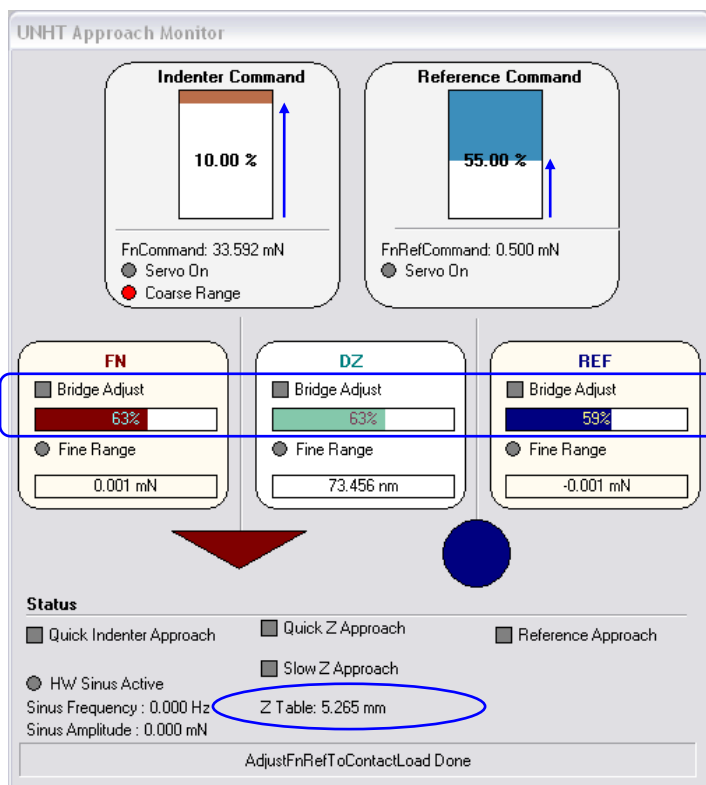 UNHT Approach Monitor
Indenter Command
10.00 %
FnCommand: 33.592 mN
Servo On
Coarse Range
Reference Command
55.00 %
FnRefCommand: 0.500 mN
Servo On
FN
Bridge Adjust
63%
Fine Range
0.001 mN
DZ
Bridge Adjust
63%
Fine Range
73.456 nm
REF
Bridge Adjust
59%
Fine Range
-0.001 mN
Status
Quick Indenter Approach
Quick Z Approach
Reference Approach
Slow Z Approach
HW Sinus Active
Sinus Frequency : 0.000 Hz
Z Table: 5.265 mm
Sinus Amplitude : 0.000 mN
AdjustFnRefToContactLoad Done